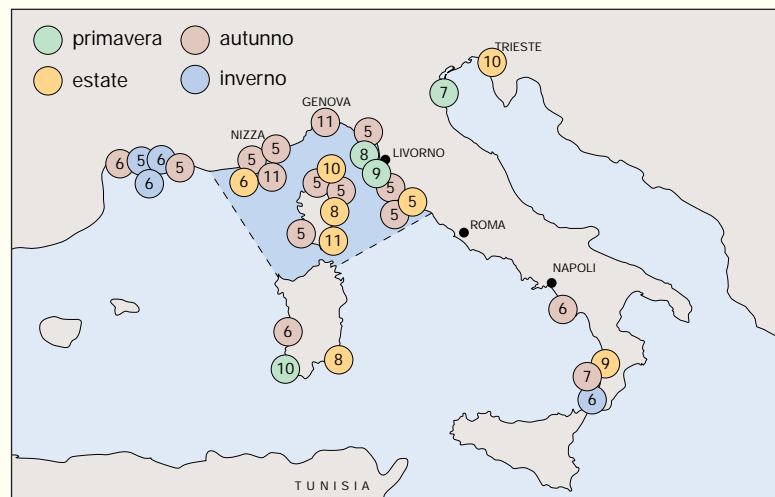 primavera autunno
estate inverno
TRIESTE
10
7
GENOVA
11
NIZZA
5
5
5
8
LIVORNO
9
6 5 6 5
6
6
11
10
5
5
5
5
5
8
5
11
ROMA
NAPOLI
6
6
10
8
9
7
6
TUNISIA